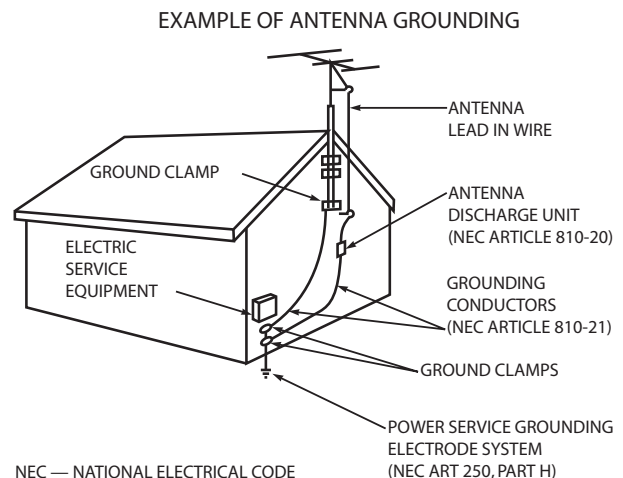 EXAMPLE OF ANTENNA GROUNDING
ANTENNA
LEAD IN WIRE
GROUND CLAMP
ANTENNA
DISCHARGE UNIT
(NEC ARTICLE 810-20)
ELECTRIC
SERVICE
EQUIPMENT
GROUNDING
CONDUCTORS
(NEC ARTICLE 810-21)
GROUND CLAMPS
POWER SERVICE GROUNDING
ELECTRODE SYSTEM
(NEC ART 250, PART H)
NEC — NATIONAL ELECTRICAL CODE